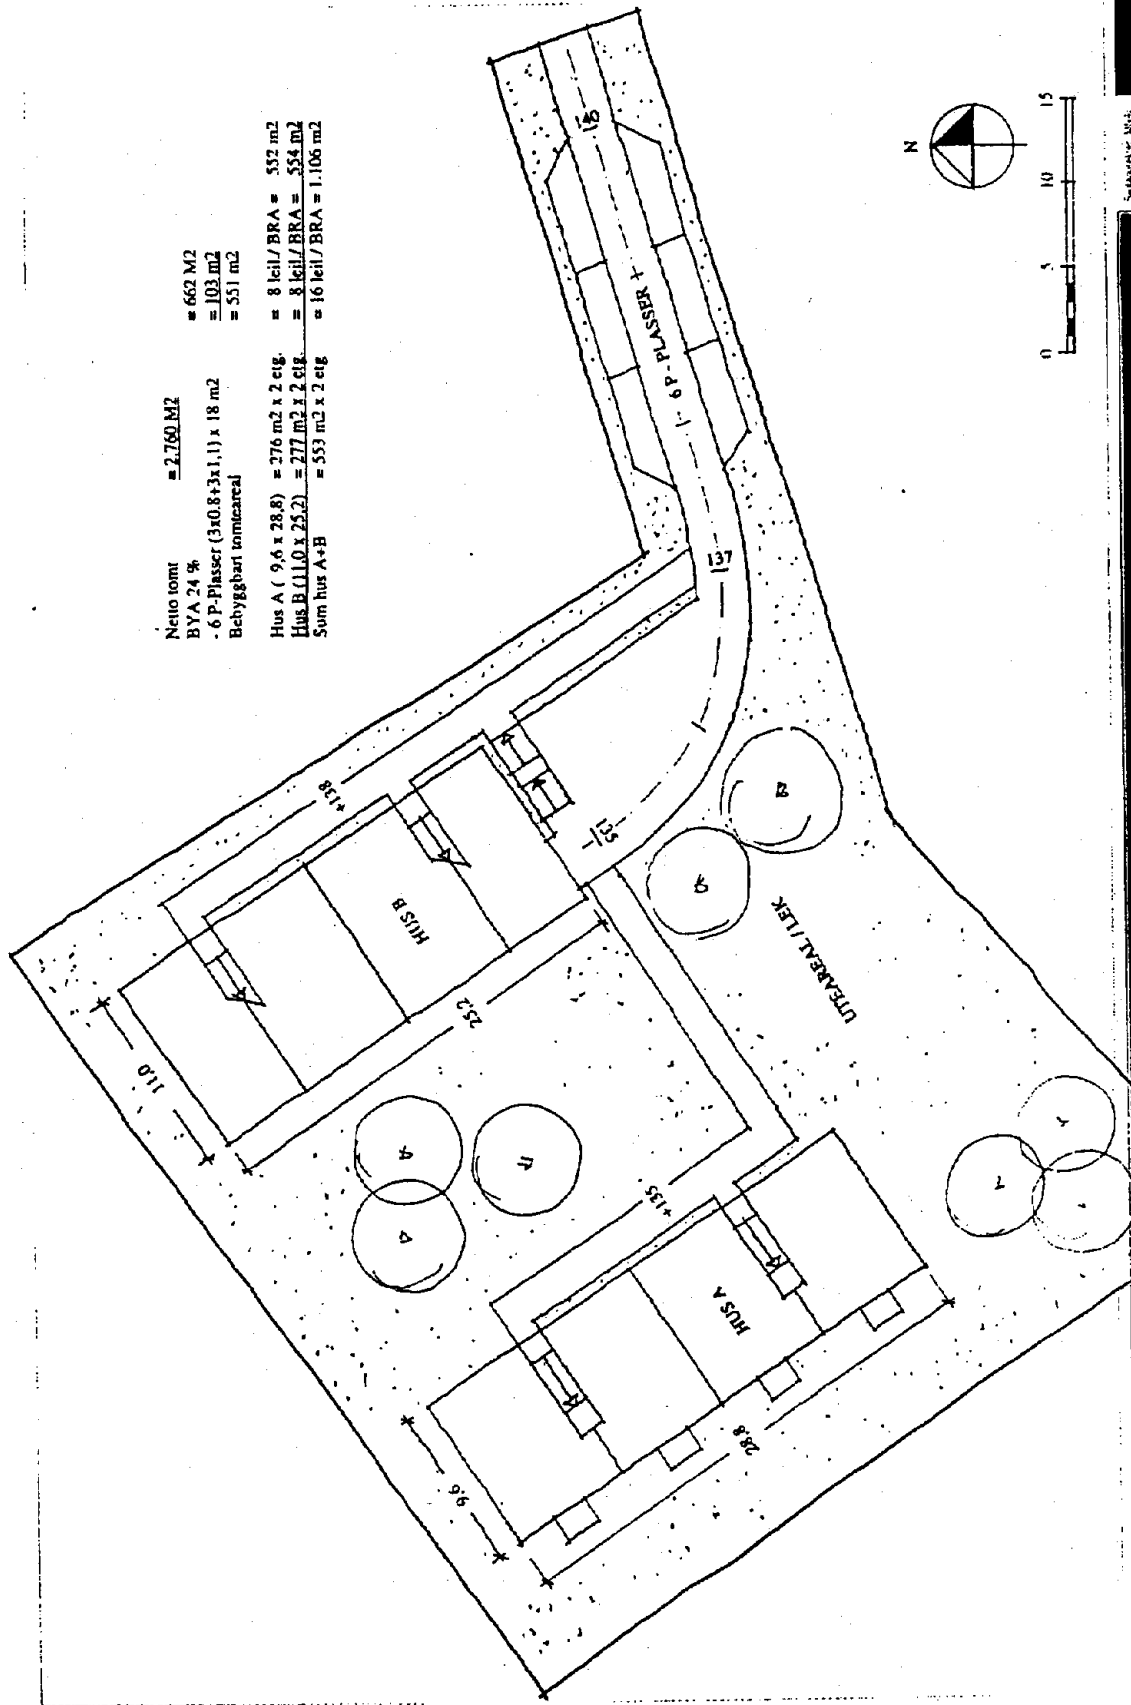 Netto tomt = 2.760 M2
BYA 24 % = 662 M2
- 6 P-Plasser (3x0.8+3x1,1) x 18 m2 = 103 m2
Bebyggbart tomteareal = 551 m2
Hus A ( 9,6 x 28,8) = 276 m2 x 2 etg. = 8 leil./ BRA = 552 m2
Hus B (11,0 x 25,2) = 277 m2 x 2 etg. = 8 leil./ BRA = 554 m2
Sum hus A+B = 553 m2 x 2 etg = 16 leil./ BRA = 1.106 m2
6 P - PLASSER
137
+138
135
HUS B
11,0
25,2
UTEAREAL / LEK
+135
HUS A
9,6
28,8
N
0 5 10 15